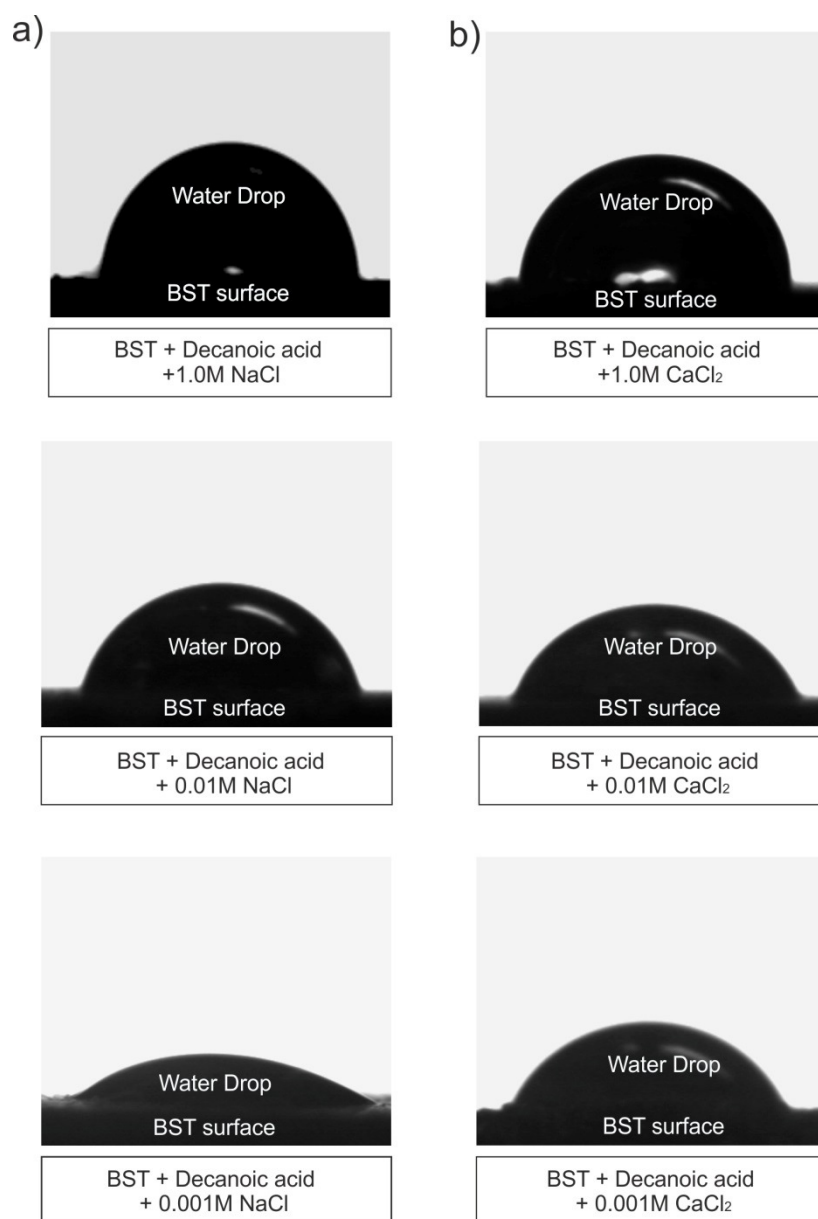 a)
b)
Water Drop
BST surface
Water Drop
BST surface
BST + Decanoic acid
+1.0M NaCl
BST + Decanoic acid
+1.0M CaCl₂
Water Drop
BST surface
Water Drop
BST surface
BST + Decanoic acid
+ 0.01M NaCl
BST + Decanoic acid
+ 0.01M CaCl₂
Water Drop
BST surface
Water Drop
BST surface
BST + Decanoic acid
+ 0.001M NaCl
BST + Decanoic acid
+ 0.001M CaCl₂